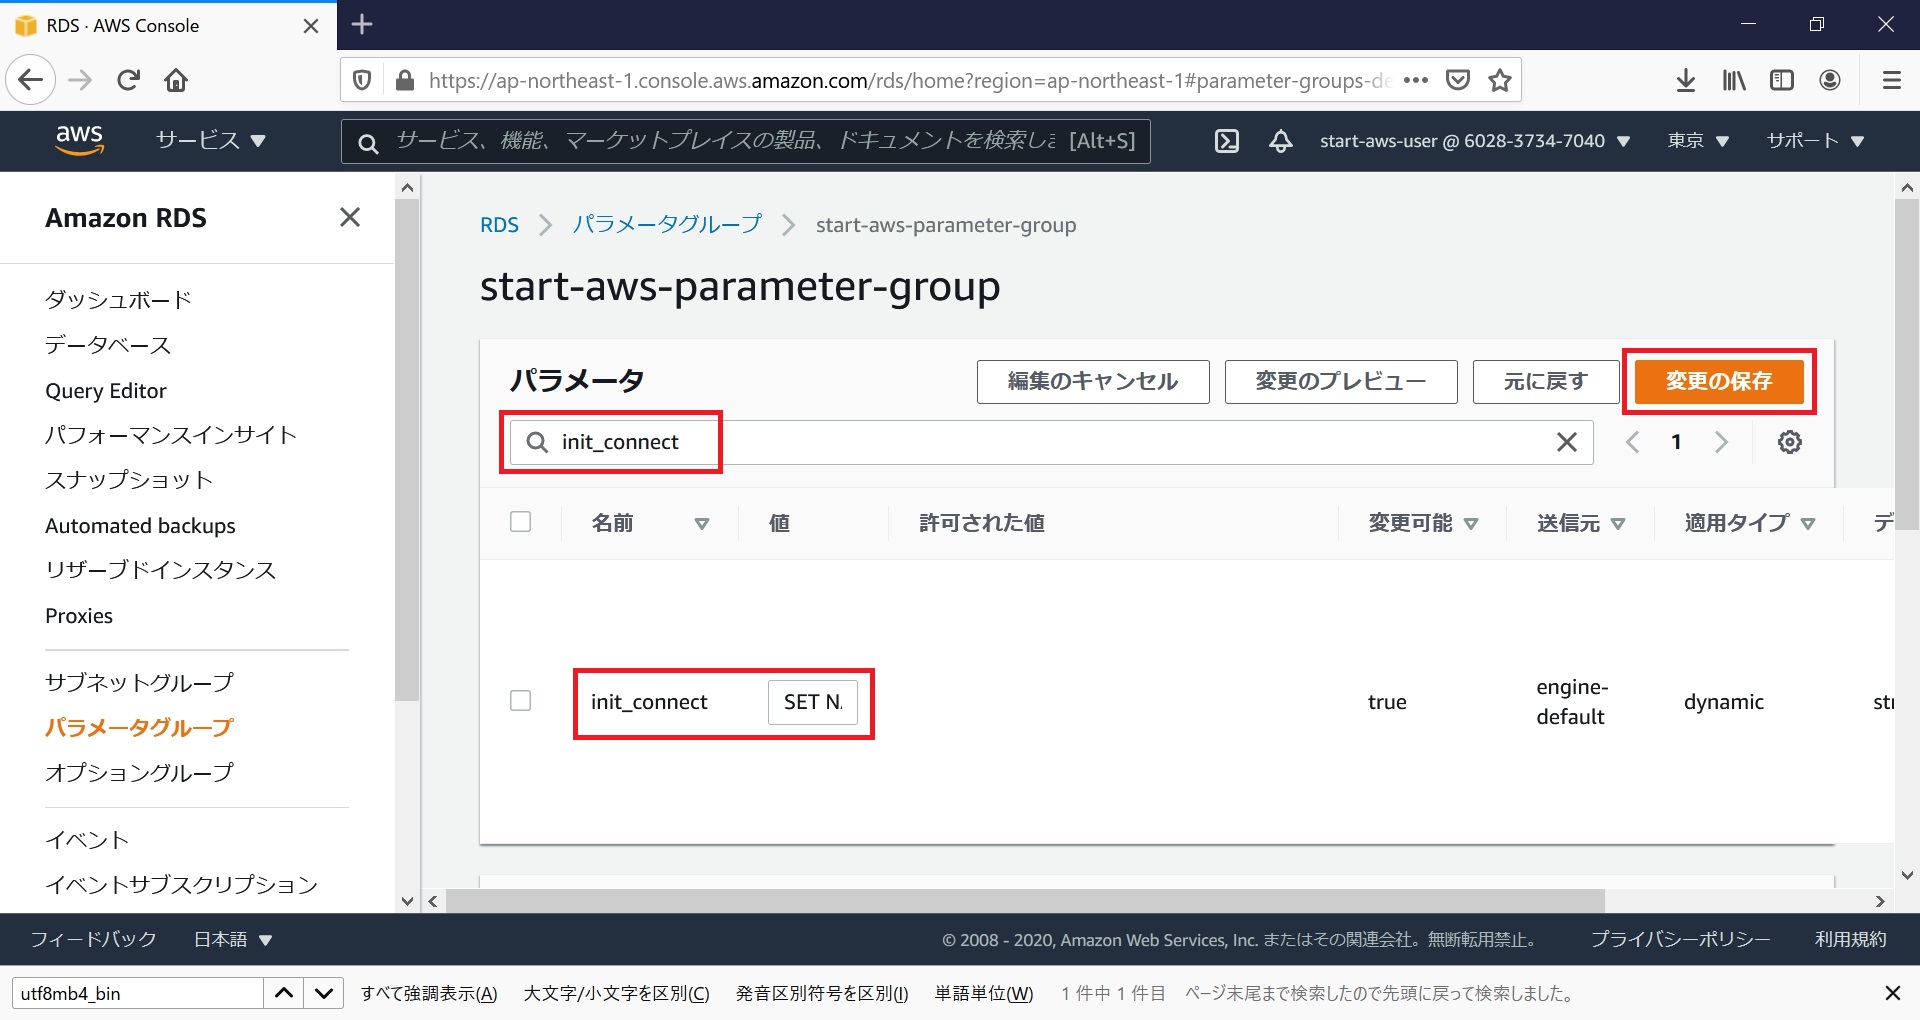 RDS · AWS Console
https://ap-northeast-1.console.aws.amazon.com/rds/home?region=ap-northeast-1#parameter-groups-de
aws サービス サービス、機能、マーケットプレイスの製品、ドキュメントを検索しま [Alt+S] start-aws-user @ 6028-3734-7040 東京 サポート
Amazon RDS
ダッシュボード
データベース
Query Editor
パフォーマンスインサイト
スナップショット
Automated backups
リザーブドインスタンス
Proxies
サブネットグループ
パラメータグループ
オプショングループ
イベント
イベントサブスクリプション
RDS パラメータグループ start-aws-parameter-group
start-aws-parameter-group
パラメータ 編集のキャンセル 変更のプレビュー 元に戻す 変更の保存
init_connect 1
名前 値 許可された値 変更可能 送信元 適用タイプ デ
init_connect SET N true engine-default dynamic str
フィードバック 日本語 © 2008 - 2020, Amazon Web Services, Inc. またはその関連会社。無断転用禁止。 プライバシーポリシー 利用規約
utf8mb4_bin すべて強調表示(A) 大文字/小文字を区別(C) 発音区別符号を区別(I) 単語単位(W) 1 件中 1 件目 ページ末尾まで検索したので先頭に戻って検索しました。